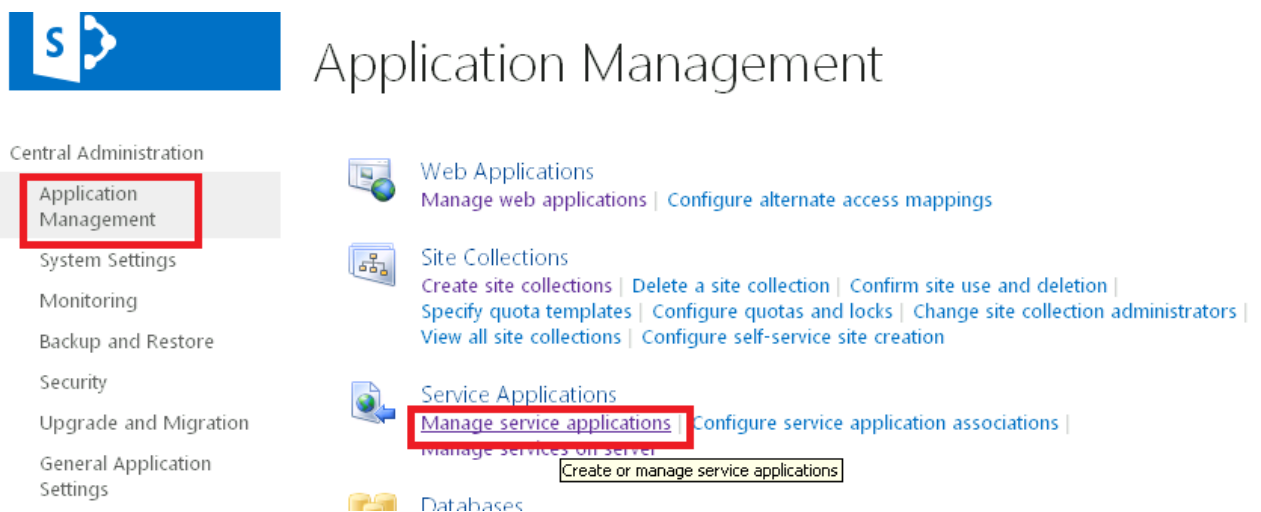 S
Application Management
Central Administration
Application
Management
System Settings
Monitoring
Backup and Restore
Security
Upgrade and Migration
General Application
Settings
Web Applications
Manage web applications | Configure alternate access mappings
Site Collections
Create site collections | Delete a site collection | Confirm site use and deletion |
Specify quota templates | Configure quotas and locks | Change site collection administrators |
View all site collections | Configure self-service site creation
Service Applications
Manage service applications | Configure service application associations |
Manage services on server
Create or manage service applications
Databases